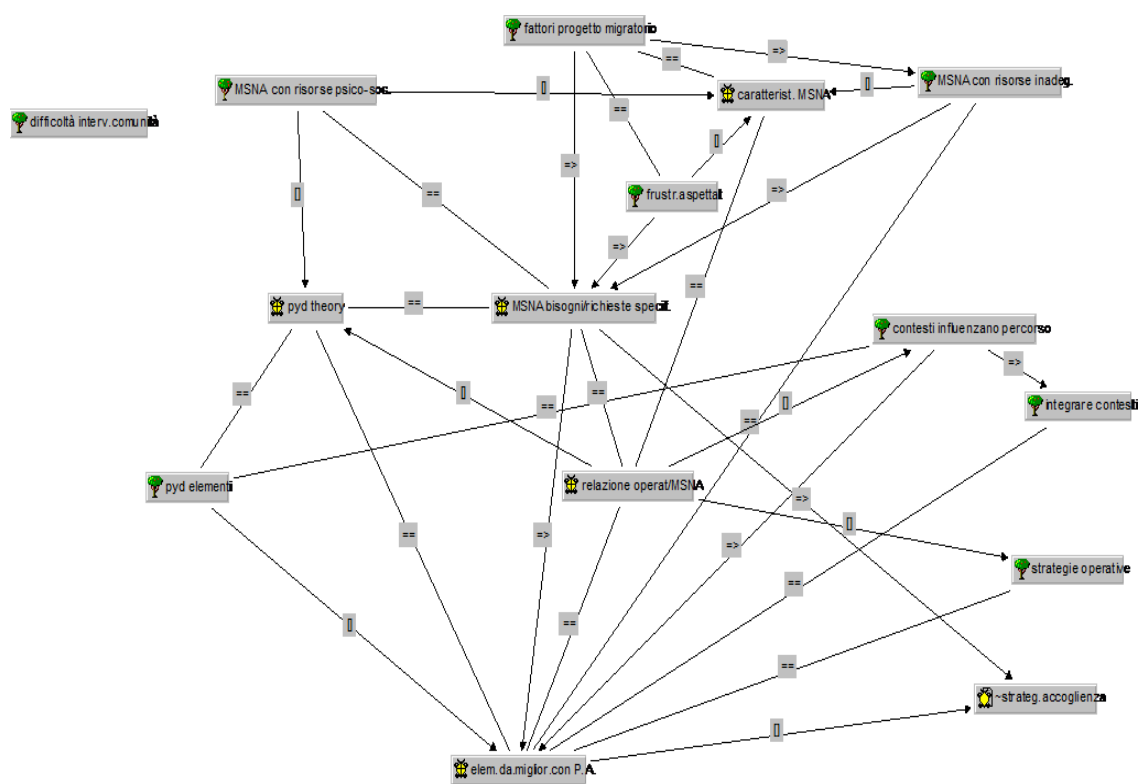 fattori progetto migratorio
==
=>
MSNA con risorse psico-soc.
[]
caratterist. MSNA
[]
MSNA con risorse inadeg.
difficoltà interv.comunità
==
[]
=>
[]
==
frustr.aspettat
=>
=>
==
pyd theory
==
MSNA bisogni/richieste specif.
contesti influenzano percorso
[]
==
=>
==
==
[]
==
integrare contesti
pyd elementi
relazione operat/MSNA
[]
==
=>
=>
=>
strategie operative
==
[]
==
==
~strateg.accoglienza
[]
elem.da.miglior.con P.A.